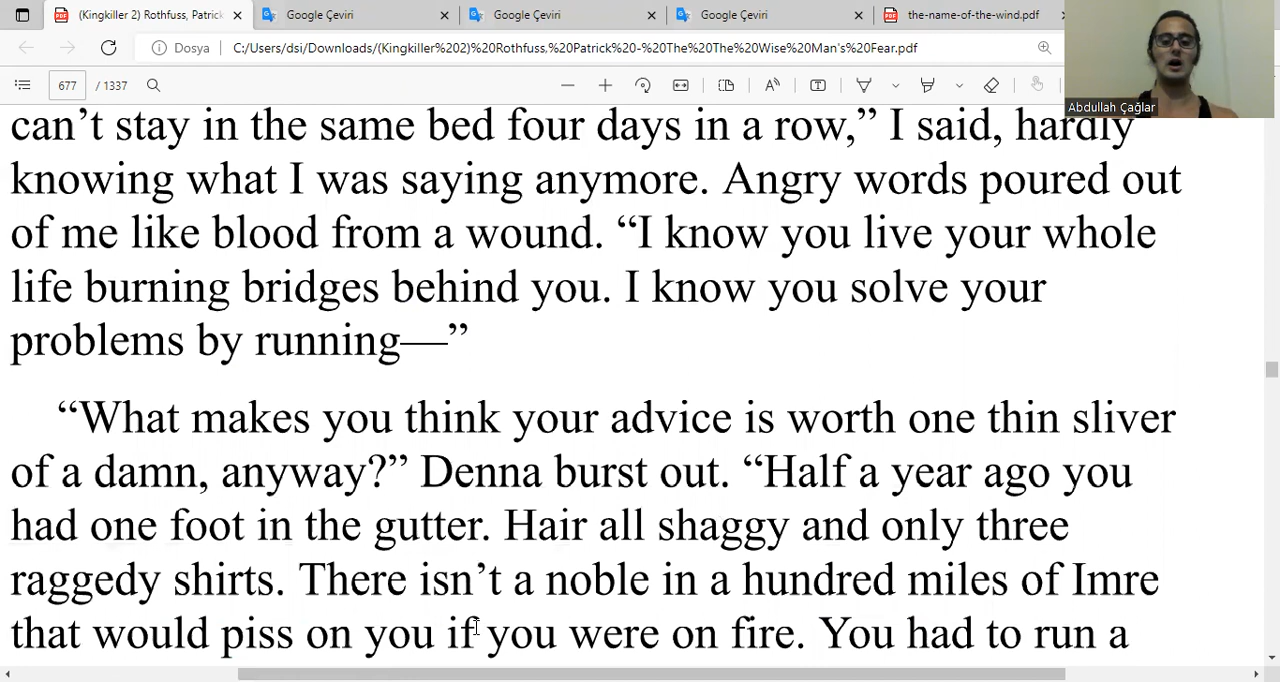 (Kingkiller 2) Rothfuss, Patrick
Google Çeviri
Google Çeviri
Google Çeviri
the-name-of-the-wind.pdf
Dosya
C:/Users/dsi/Downloads/(Kingkiller%202)%20Rothfuss,%20Patrick%20-%20The%20The%20Wise%20Man's%20Fear.pdf
677 / 1337
Abdullah Çağlar
can’t stay in the same bed four days in a row,” I said, hardly
knowing what I was saying anymore. Angry words poured out
of me like blood from a wound. “I know you live your whole
life burning bridges behind you. I know you solve your
problems by running—”
“What makes you think your advice is worth one thin sliver
of a damn, anyway?” Denna burst out. “Half a year ago you
had one foot in the gutter. Hair all shaggy and only three
raggedy shirts. There isn’t a noble in a hundred miles of Imre
that would piss on you if you were on fire. You had to run a